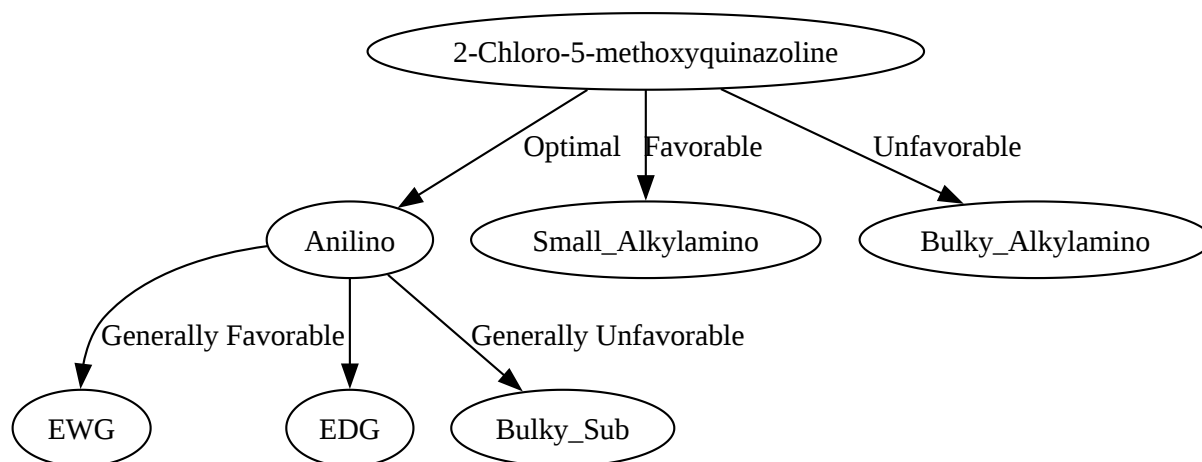 2-Chloro-5-methoxyquinazoline
Optimal
Favorable
Unfavorable
Anilino
Small_Alkylamino
Bulky_Alkylamino
Generally Favorable
Generally Unfavorable
EWG
EDG
Bulky_Sub